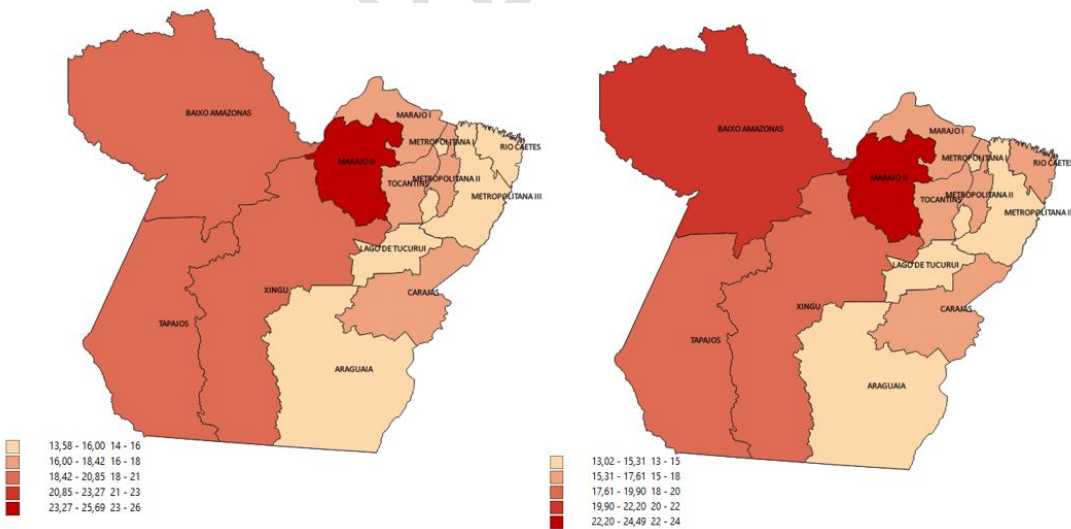 BAIXO AMAZONAS
MARAJO I
METROPOLITANA I
RIO CAETES
MARAJO II
METROPOLITANA II
TOCANTINS
METROPOLITANA III
LAGO DE TUCURUI
XINGU
CARAJAS
TAPAJOS
ARAGUAIA
13,58 - 16,00 14 - 16
16,00 - 18,42 16 - 18
18,42 - 20,85 18 - 21
20,85 - 23,27 21 - 23
23,27 - 25,69 23 - 26
BAIXO AMAZONAS
MARAJO I
METROPOLITANA I
RIO CAETES
MARAJO II
METROPOLITANA II
TOCANTINS
METROPOLITANA II
LAGO DE TUCURUI
XINGU
CARAJAS
TAPAJOS
ARAGUAIA
13,02 - 15,31 13 - 15
15,31 - 17,61 15 - 18
17,61 - 19,90 18 - 20
19,90 - 22,20 20 - 22
22,20 - 24,49 22 - 24